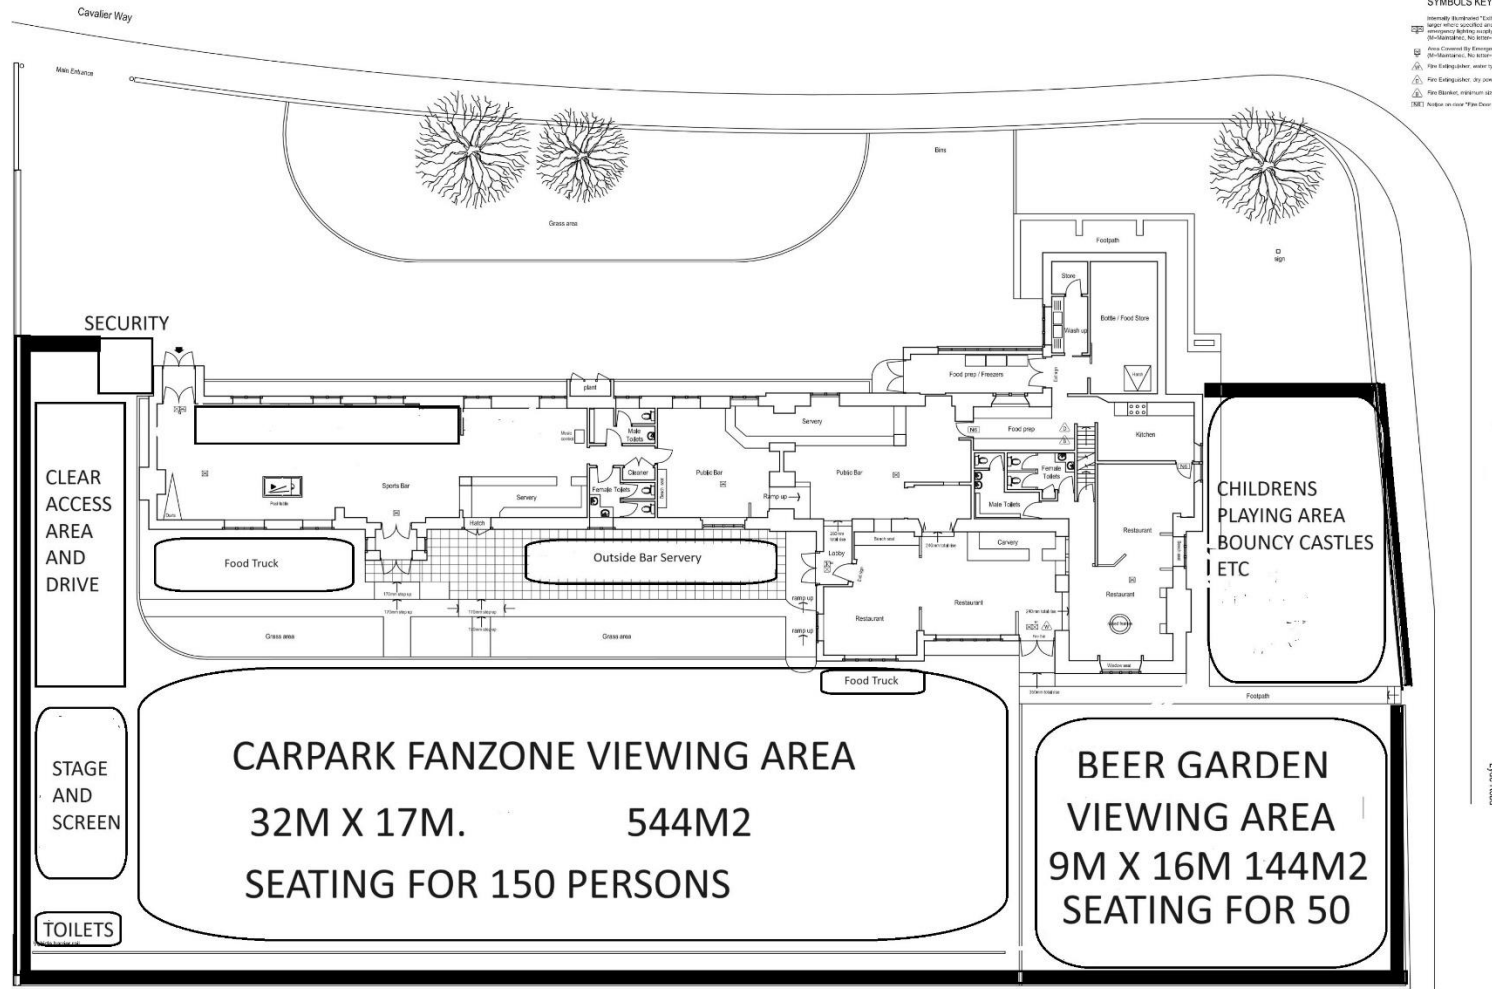 SYMBOLS KEY
Cavalier Way
Main Entrance
Bins
Grass area
sign
Footpath
Store
Wash up
Bottle / Food Store
Hatch
SECURITY
plant
Food prep / Freezers
Servery
Male
Toilets
Food prep
Kitchen
Cleaner
Public Bar
Public Bar
Female
Toilets
Female Toilets
Sports Bar
Servery
Ramp up
Male Toilets
CLEAR
ACCESS
AREA
AND
DRIVE
CHILDRENS
PLAYING AREA
BOUNCY CASTLES
ETC
Hatch
Restaurant
Carvery
Lobby
Food Truck
Outside Bar Servery
Restaurant
Restaurant
Restaurant
ramp up
ramp up
Grass area
Grass area
Window seat
Food Truck
Footpath
STAGE
AND
SCREEN
CARPARK FANZONE VIEWING AREA
32M X 17M. 544M2
SEATING FOR 150 PERSONS
BEER GARDEN
VIEWING AREA
9M X 16M 144M2
SEATING FOR 50
TOILETS